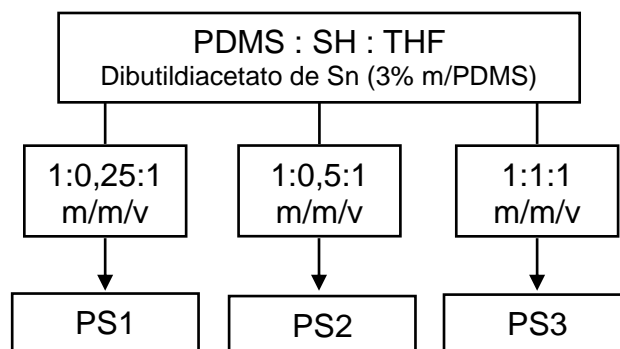 PDMS : SH : THF
Dibutildiacetato de Sn (3% m/PDMS)
1:0,25:1
m/m/v
1:0,5:1
m/m/v
1:1:1
m/m/v
PS1
PS2
PS3